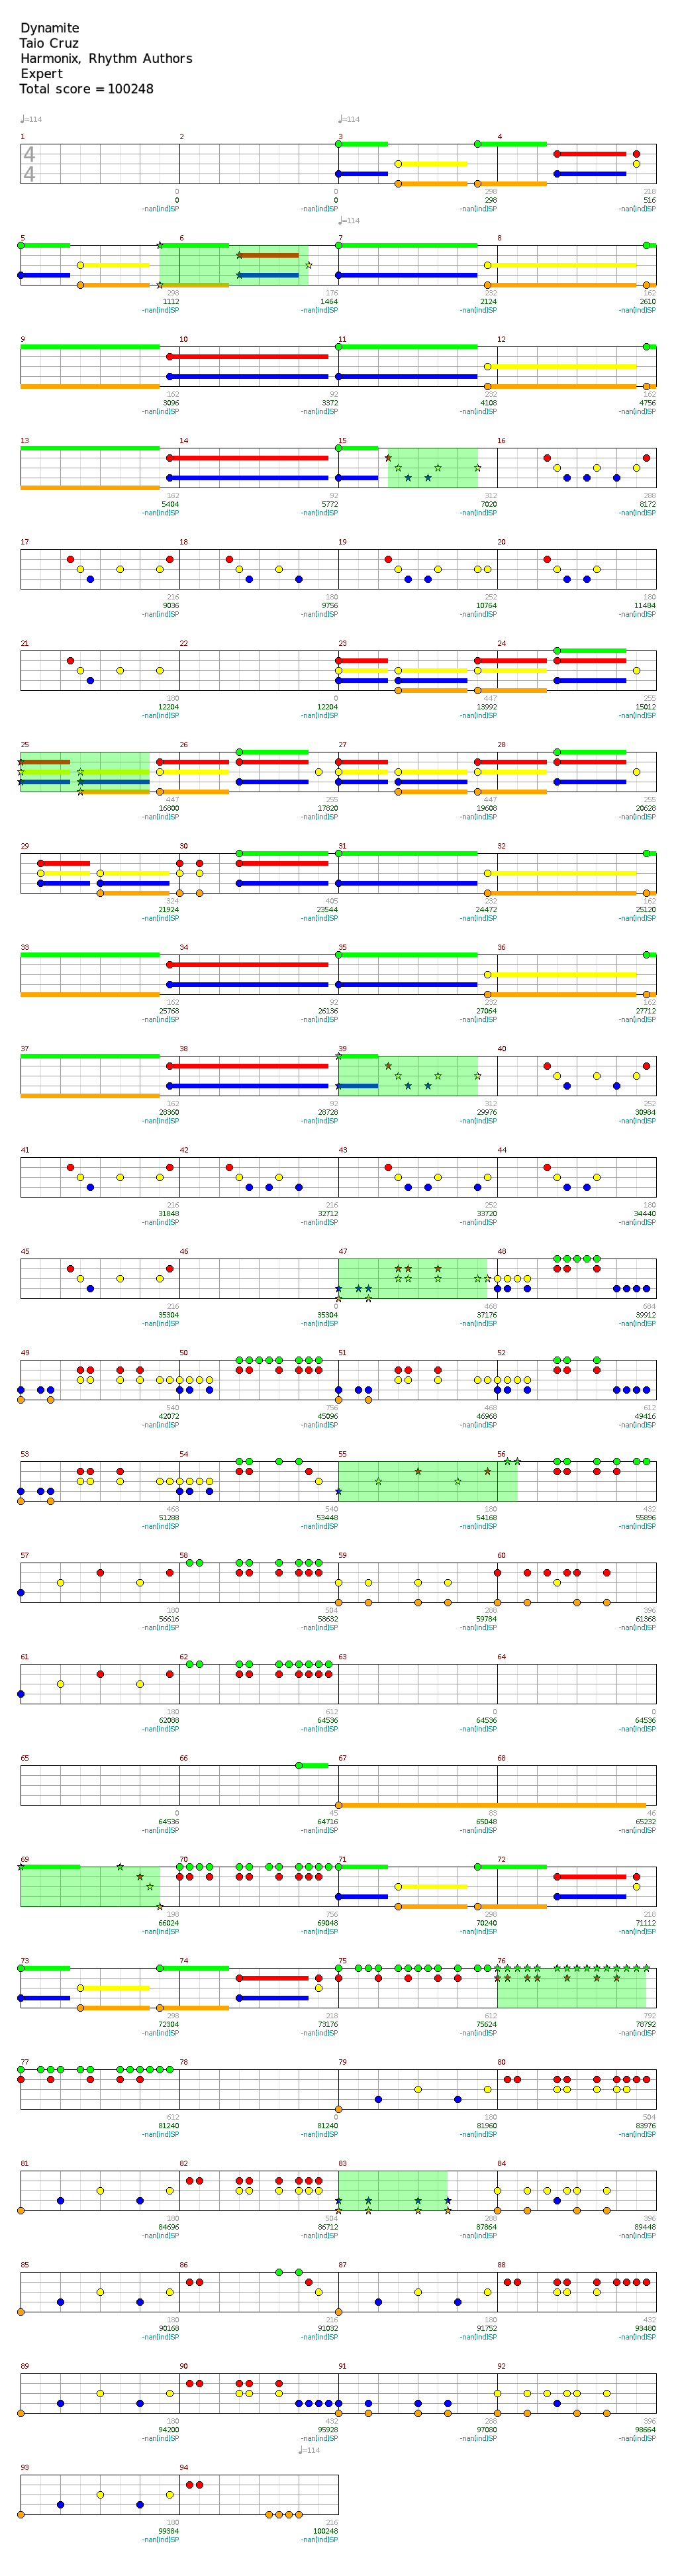 Dynamite
Taio Cruz
Harmonix, Rhythm Authors
Expert
Total score = 100248
♩=114 ♩=114
1 2 3 4
4
4
0 0 298 218
0 0 298 516
-nan[ind]SP -nan[ind]SP -nan[ind]SP -nan[ind]SP
♩=114
5 6 7 8
298 176 232 162
1112 1464 2124 2610
-nan[ind]SP -nan[ind]SP -nan[ind]SP -nan[ind]SP
9 10 11 12
162 92 232 162
3096 3372 4108 4756
-nan[ind]SP -nan[ind]SP -nan[ind]SP -nan[ind]SP
13 14 15 16
162 92 312 288
5404 5772 7020 8172
-nan[ind]SP -nan[ind]SP -nan[ind]SP -nan[ind]SP
17 18 19 20
216 180 252 180
9036 9756 10764 11484
-nan[ind]SP -nan[ind]SP -nan[ind]SP -nan[ind]SP
21 22 23 24
180 0 447 255
12204 12204 13992 15012
-nan[ind]SP -nan[ind]SP -nan[ind]SP -nan[ind]SP
25 26 27 28
447 255 447 255
16800 17820 19608 20628
-nan[ind]SP -nan[ind]SP -nan[ind]SP -nan[ind]SP
29 30 31 32
324 405 232 162
21924 23544 24472 25120
-nan[ind]SP -nan[ind]SP -nan[ind]SP -nan[ind]SP
33 34 35 36
162 92 232 162
25768 26136 27064 27712
-nan[ind]SP -nan[ind]SP -nan[ind]SP -nan[ind]SP
37 38 39 40
162 92 312 252
28360 28728 29976 30984
-nan[ind]SP -nan[ind]SP -nan[ind]SP -nan[ind]SP
41 42 43 44
216 216 252 180
31848 32712 33720 34440
-nan[ind]SP -nan[ind]SP -nan[ind]SP -nan[ind]SP
45 46 47 48
216 0 468 684
35304 35304 37176 39912
-nan[ind]SP -nan[ind]SP -nan[ind]SP -nan[ind]SP
49 50 51 52
540 756 468 612
42072 45096 46968 49416
-nan[ind]SP -nan[ind]SP -nan[ind]SP -nan[ind]SP
53 54 55 56
468 540 180 432
51288 53448 54168 55896
-nan[ind]SP -nan[ind]SP -nan[ind]SP -nan[ind]SP
57 58 59 60
180 504 288 396
56616 58632 59784 61368
-nan[ind]SP -nan[ind]SP -nan[ind]SP -nan[ind]SP
61 62 63 64
180 612 0 0
62088 64536 64536 64536
-nan[ind]SP -nan[ind]SP -nan[ind]SP -nan[ind]SP
65 66 67 68
0 45 83 46
64536 64716 65048 65232
-nan[ind]SP -nan[ind]SP -nan[ind]SP -nan[ind]SP
69 70 71 72
198 756 298 218
66024 69048 70240 71112
-nan[ind]SP -nan[ind]SP -nan[ind]SP -nan[ind]SP
73 74 75 76
298 218 612 792
72304 73176 75624 78792
-nan[ind]SP -nan[ind]SP -nan[ind]SP -nan[ind]SP
77 78 79 80
612 0 180 504
81240 81240 81960 83976
-nan[ind]SP -nan[ind]SP -nan[ind]SP -nan[ind]SP
81 82 83 84
180 504 288 396
84696 86712 87864 89448
-nan[ind]SP -nan[ind]SP -nan[ind]SP -nan[ind]SP
85 86 87 88
180 216 180 432
90168 91032 91752 93480
-nan[ind]SP -nan[ind]SP -nan[ind]SP -nan[ind]SP
89 90 91 92
180 432 288 396
94200 95928 97080 98664
-nan[ind]SP -nan[ind]SP -nan[ind]SP -nan[ind]SP
♩=114
93 94
180 216
99384 100248
-nan[ind]SP -nan[ind]SP